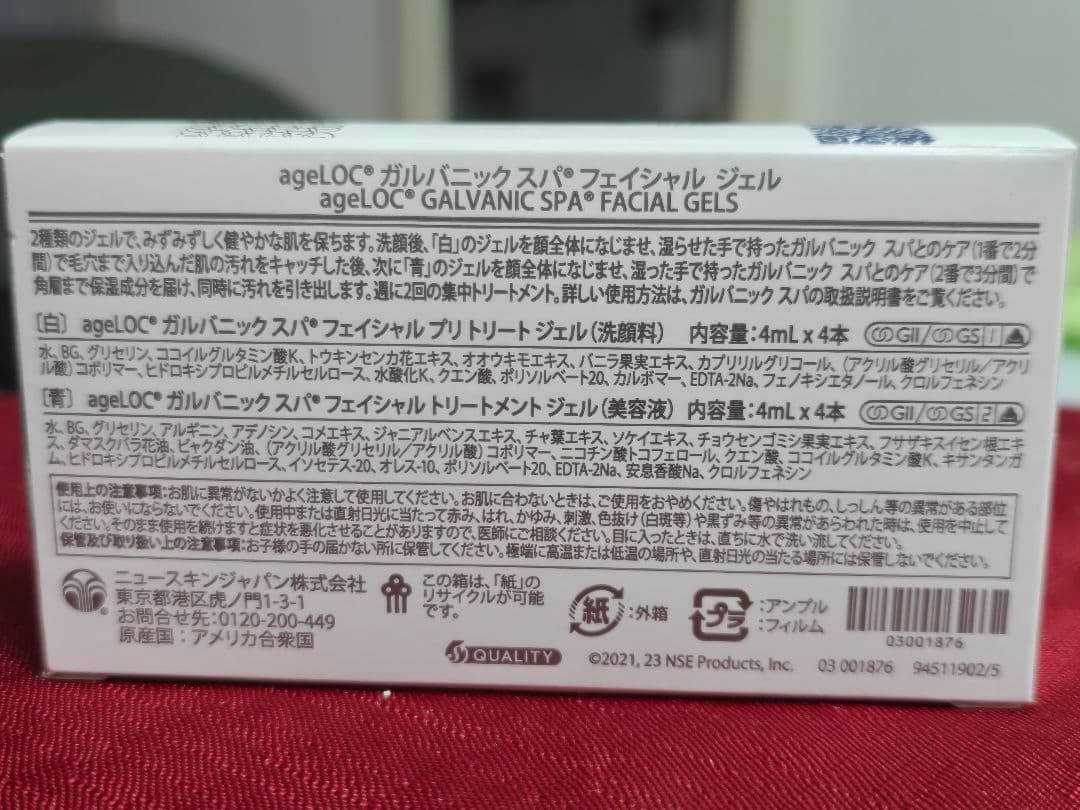 ageLOC® ガルバニック スパ® フェイシャル ジェル
ageLOC® GALVANIC SPA® FACIAL GELS
2種類のジェルで、みずみずしく健やかな肌を保ちます。洗顔後、「白」のジェルを顔全体になじませ、湿らせた手で持ったガルバニック スパとのケア（1番で2分
間）で毛穴まで入り込んだ肌の汚れをキャッチした後、次に「青」のジェルを顔全体になじませ、湿った手で持ったガルバニック スパとのケア（2番で3分間）で
角層まで保湿成分を届け、同時に汚れを引き出します。週に2回の集中トリートメント。詳しい使用方法は、ガルバニック スパの取扱説明書をご覧ください。
［白］ ageLOC® ガルバニック スパ® フェイシャル プリ トリート ジェル（洗顔料） 内容量：4mL x 4本 GII/ GS 1
水、BG、グリセリン、ココイルグルタミン酸K、トウキンセンカ花エキス、オオウキモエキス、バニラ果実エキス、カプリリルグリコール、（アクリル酸グリセリル/アクリ
ル酸）コポリマー、ヒドロキシプロピルメチルセルロース、水酸化K、クエン酸、ポリソルベート20、カルボマー、EDTA-2Na、フェノキシエタノール、クロルフェネシン
［青］ ageLOC® ガルバニック スパ® フェイシャル トリートメント ジェル（美容液） 内容量：4mL x 4本 GII/ GS 2
水、BG、グリセリン、アルギニン、アデノシン、コメエキス、ジャニアルベンスエキス、チャ葉エキス、ソケイエキス、チョウセンゴミシ果実エキス、フサザキスイセン根エキ
ス、ダマスクバラ花油、ビャクダン油、（アクリル酸グリセリル/アクリル酸）コポリマー、ニコチン酸トコフェロール、クエン酸、ココイルグルタミン酸K、キサンタンガ
ム、ヒドロキシプロピルメチルセルロース、イソセテス-20、オレス-10、ポリソルベート20、EDTA-2Na、安息香酸Na、クロルフェネシン
使用上の注意事項：お肌に異常がないかよく注意して使用してください。お肌に合わないときは、ご使用をおやめください。傷やはれもの、しっしん等の異常がある部位
には、お使いにならないでください。使用中または直射日光に当たって赤み、はれ、かゆみ、刺激、色抜け（白斑等）や黒ずみ等の異常があらわれた時は、使用を中止して
ください。そのまま使用を続けますと症状を悪化させることがありますので、医師にご相談ください。目に入ったときは、直ちに水で洗い流してください。
保管及び取り扱い上の注意事項：お子様の手の届かない所に保管してください。極端に高温または低温の場所や、直射日光の当たる場所には保管しないでください。
ニュースキンジャパン株式会社
東京都港区虎ノ門1-3-1
お問合せ先：0120-200-449
原産国：アメリカ合衆国
この箱は、「紙」の
リサイクルが可能
です。
紙：外箱
プラ：アンプル
：フィルム
03001876
QUALITY ©2021, 23 NSE Products, Inc. 03 001876 94511902/5